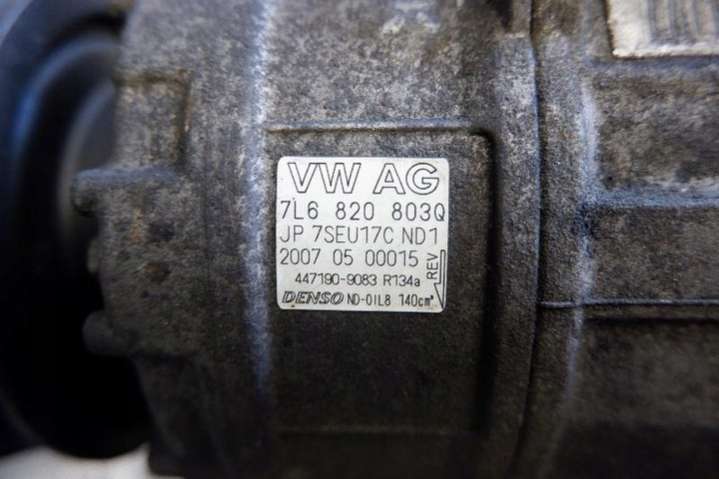 VW AG
7L6 820 803Q
JP 7SEU17C ND1
2007 05 00015
447190-9083 R134a
DENSO ND-OIL8 140cm³
REV